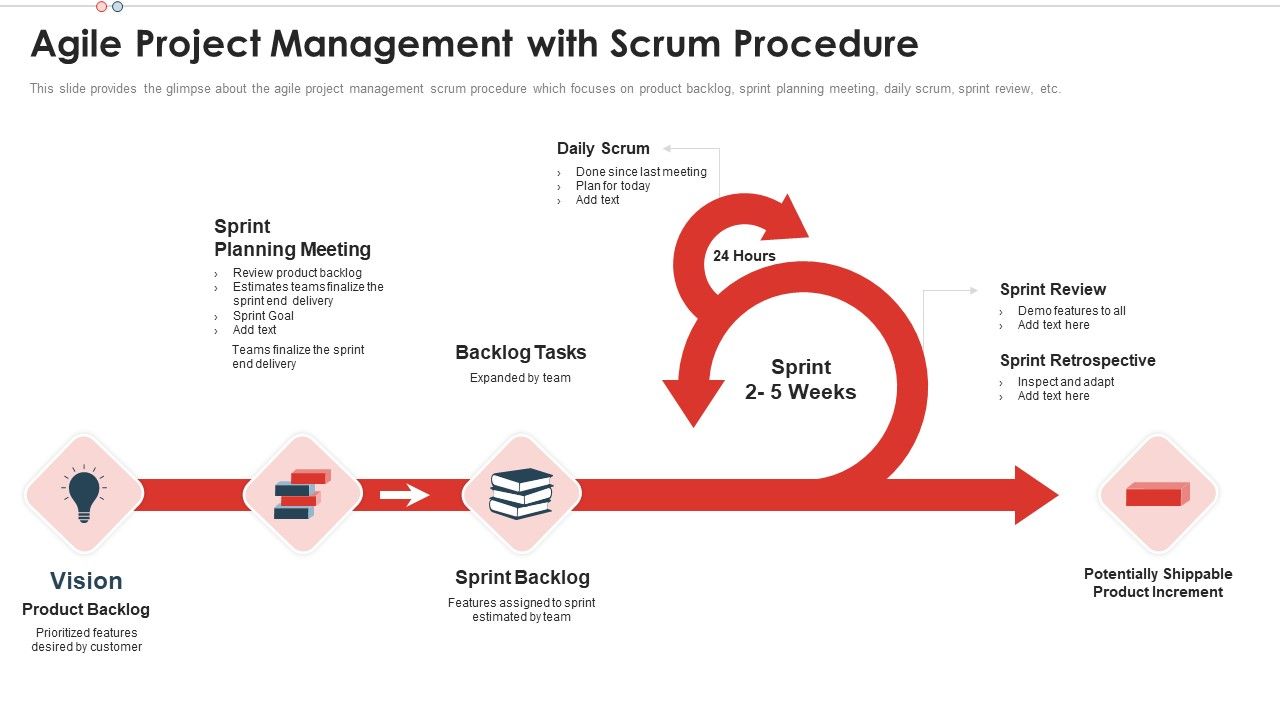 Agile Project Management with Scrum Procedure
This slide provides the glimpse about the agile project management scrum procedure which focuses on product backlog, sprint planning meeting, daily scrum, sprint review, etc.
Daily Scrum
› Done since last meeting
› Plan for today
› Add text
Sprint
Planning Meeting
› Review product backlog
› Estimates teams finalize the
sprint end delivery
› Sprint Goal
› Add text
Teams finalize the sprint
end delivery
Backlog Tasks
Expanded by team
24 Hours
Sprint
2- 5 Weeks
Sprint Review
› Demo features to all
› Add text here
Sprint Retrospective
› Inspect and adapt
› Add text here
Vision
Product Backlog
Prioritized features
desired by customer
Sprint Backlog
Features assigned to sprint
estimated by team
Potentially Shippable
Product Increment